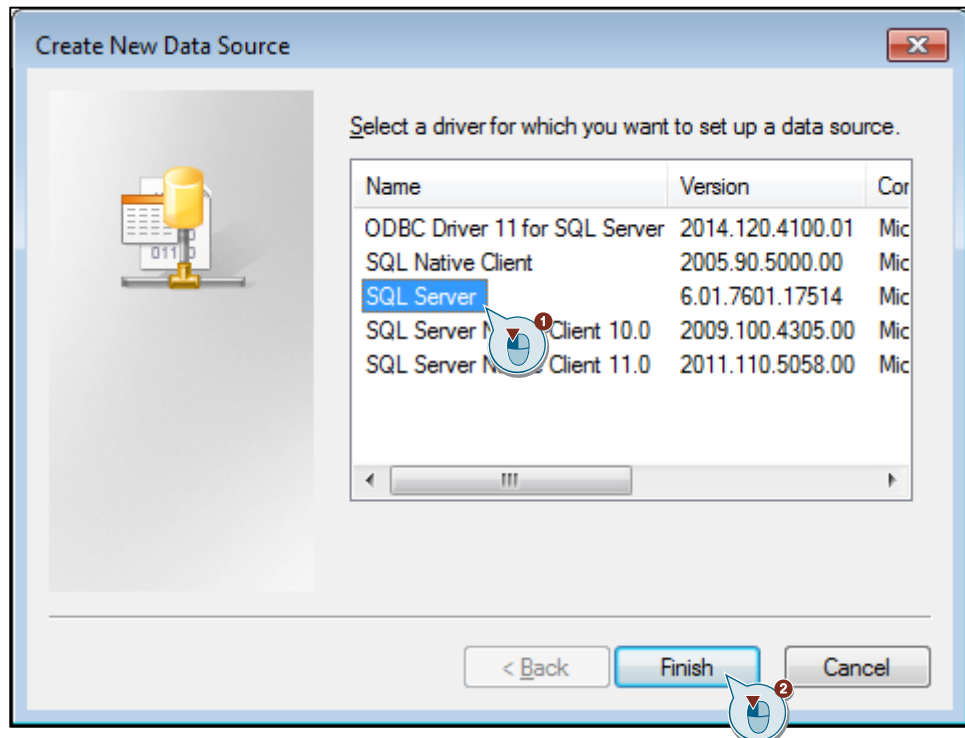 Create New Data Source
Select a driver for which you want to set up a data source.
Name Version
ODBC Driver 11 for SQL Server 2014.120.4100.01 Mic
SQL Native Client 2005.90.5000.00 Mic
SQL Server 6.01.7601.17514 Mic
SQL Server Client 10.0 2009.100.4305.00 Mic
SQL Server Client 11.0 2011.110.5058.00 Mic
011
1
< Back Finish Cancel
2